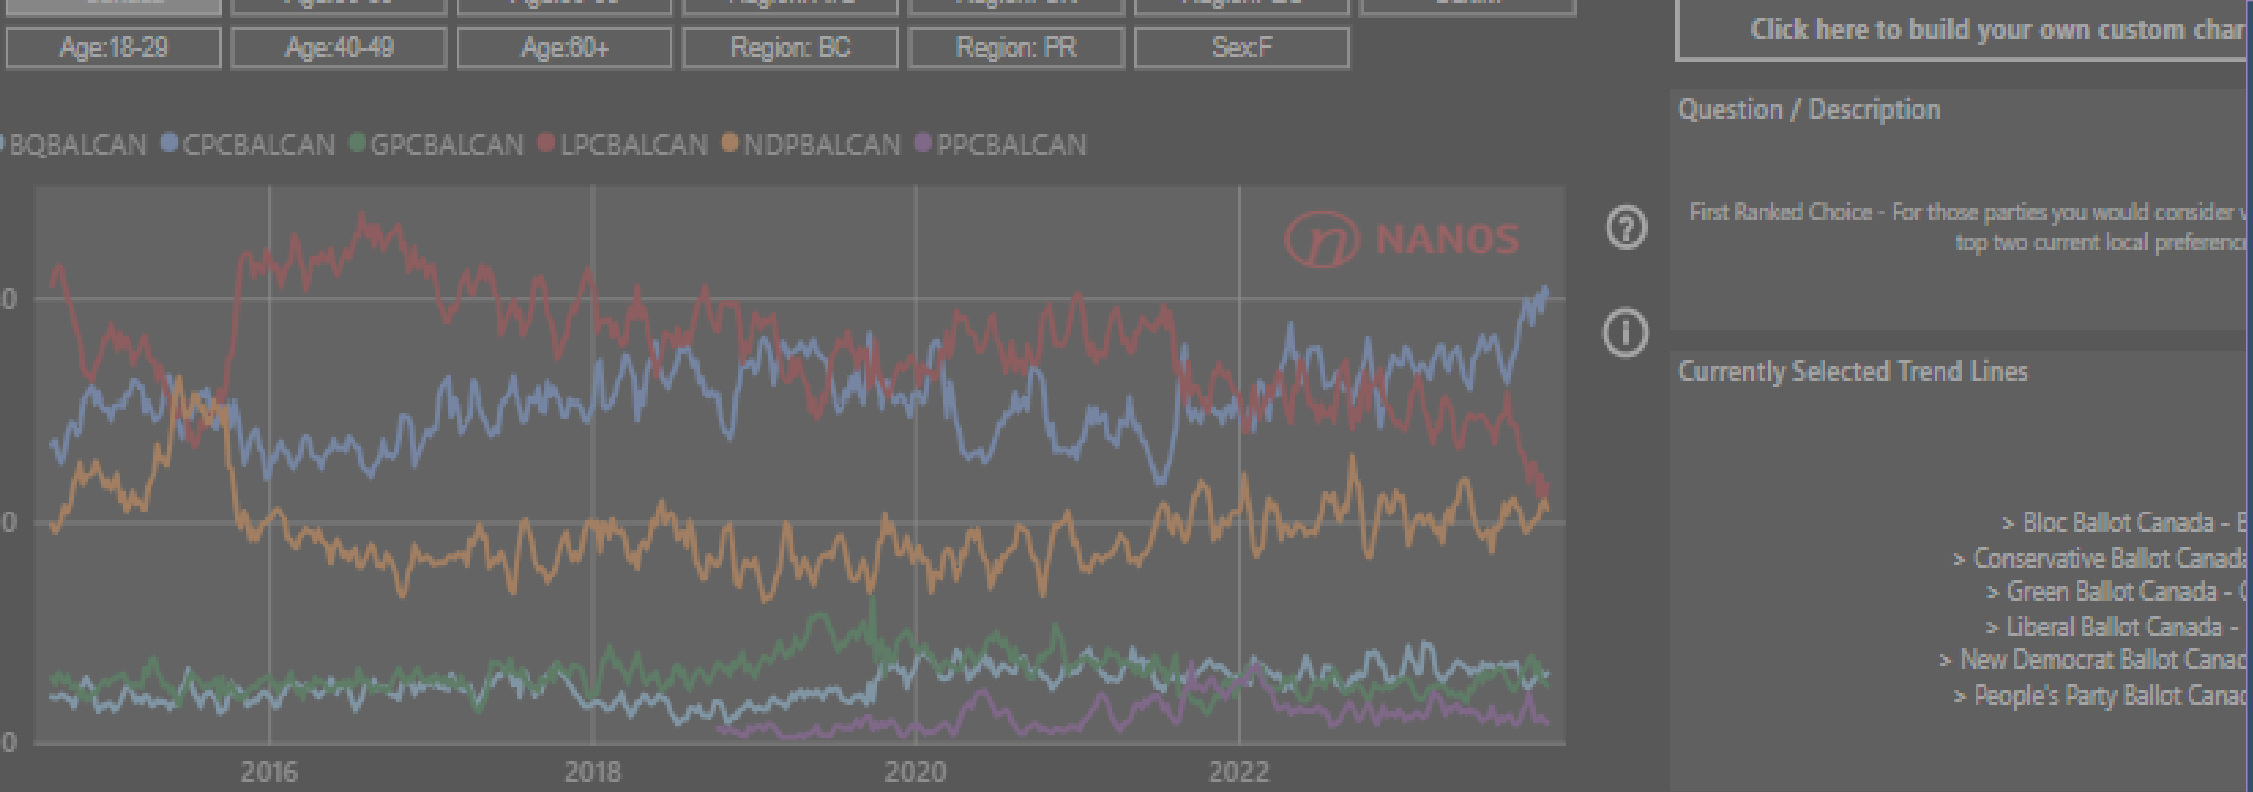 Age:18-29
Age:40-49
Age:60+
Region: BC
Region: PR
Sex:F
Click here to build your own custom char
Question / Description
BQBALCAN CPCBALCAN GPCBALCAN LPCBALCAN NDPBALCAN PPCBALCAN
First Ranked Choice - For those parties you would consider v
top two current local preferenc
NANOS
?
i
0
0
0
2016
2018
2020
2022
Currently Selected Trend Lines
> Bloc Ballot Canada - B
> Conservative Ballot Canada
> Green Ballot Canada -
> Liberal Ballot Canada -
> New Democrat Ballot Canad
> People's Party Ballot Canad